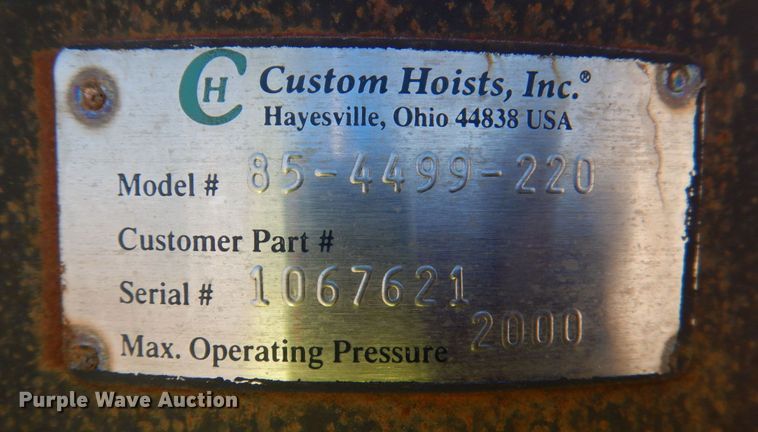 CH Custom Hoists, Inc.®
Hayesville, Ohio 44838 USA
Model # 85-4499-220
Customer Part #
Serial # 1067621
Max. Operating Pressure 2000
Purple Wave Auction